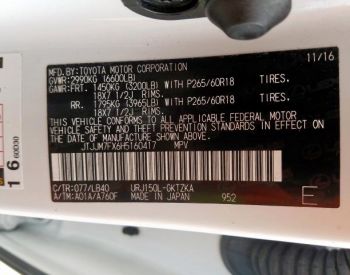 MFD.BY:TOYOTA MOTOR CORPORATION 11/16
GVWR:2990KG (6600LB)
GAWR:FRT. 1450KG (3200LB) WITH P265/60R18 TIRES.
18X7 1/2J RIMS.
RR. 1795KG (3965LB) WITH P265/60R18 TIRES.
18X7 1/2J RIMS.
THIS VEHICLE CONFORMS TO ALL APPLICABLE
FEDERAL MOTOR VEHICLE SAFETY AND THEFT
PREVENTION STANDARDS IN EFFECT ON THE DATE
OF MANUFACTURE SHOWN ABOVE.
JTJJM7FX6H5160417 MPV
C/TR:077/LB40 URJ150L-GKTZKA
A/TM:A01A/A760F MADE IN JAPAN 952
E
16
60D30